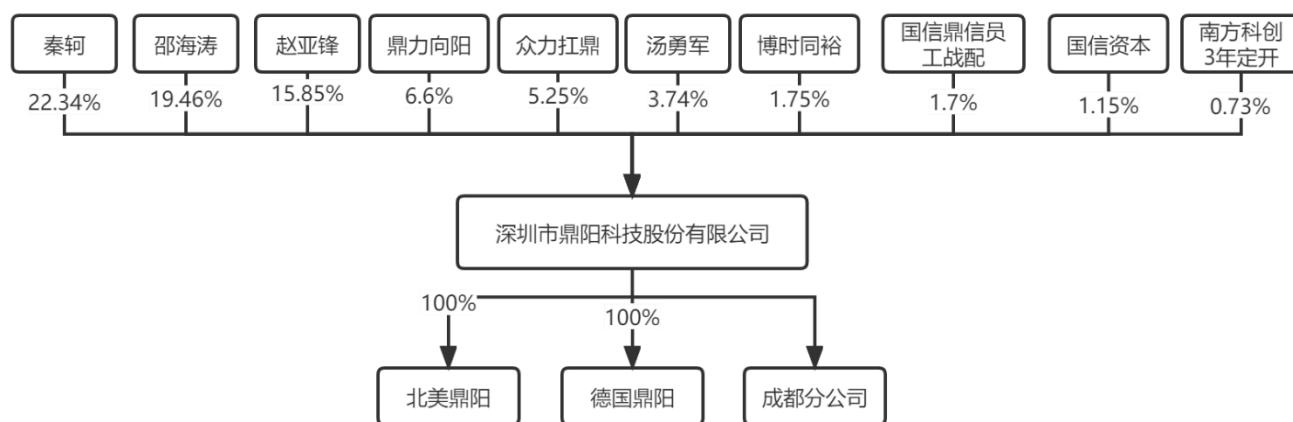 秦轲
邵海涛
赵亚锋
鼎力向阳
众力扛鼎
汤勇军
博时同裕
国信鼎信员
工战配
国信资本
南方科创
3年定开
22.34%
19.46%
15.85%
6.6%
5.25%
3.74%
1.75%
1.7%
1.15%
0.73%
深圳市鼎阳科技股份有限公司
100%
100%
北美鼎阳
德国鼎阳
成都分公司